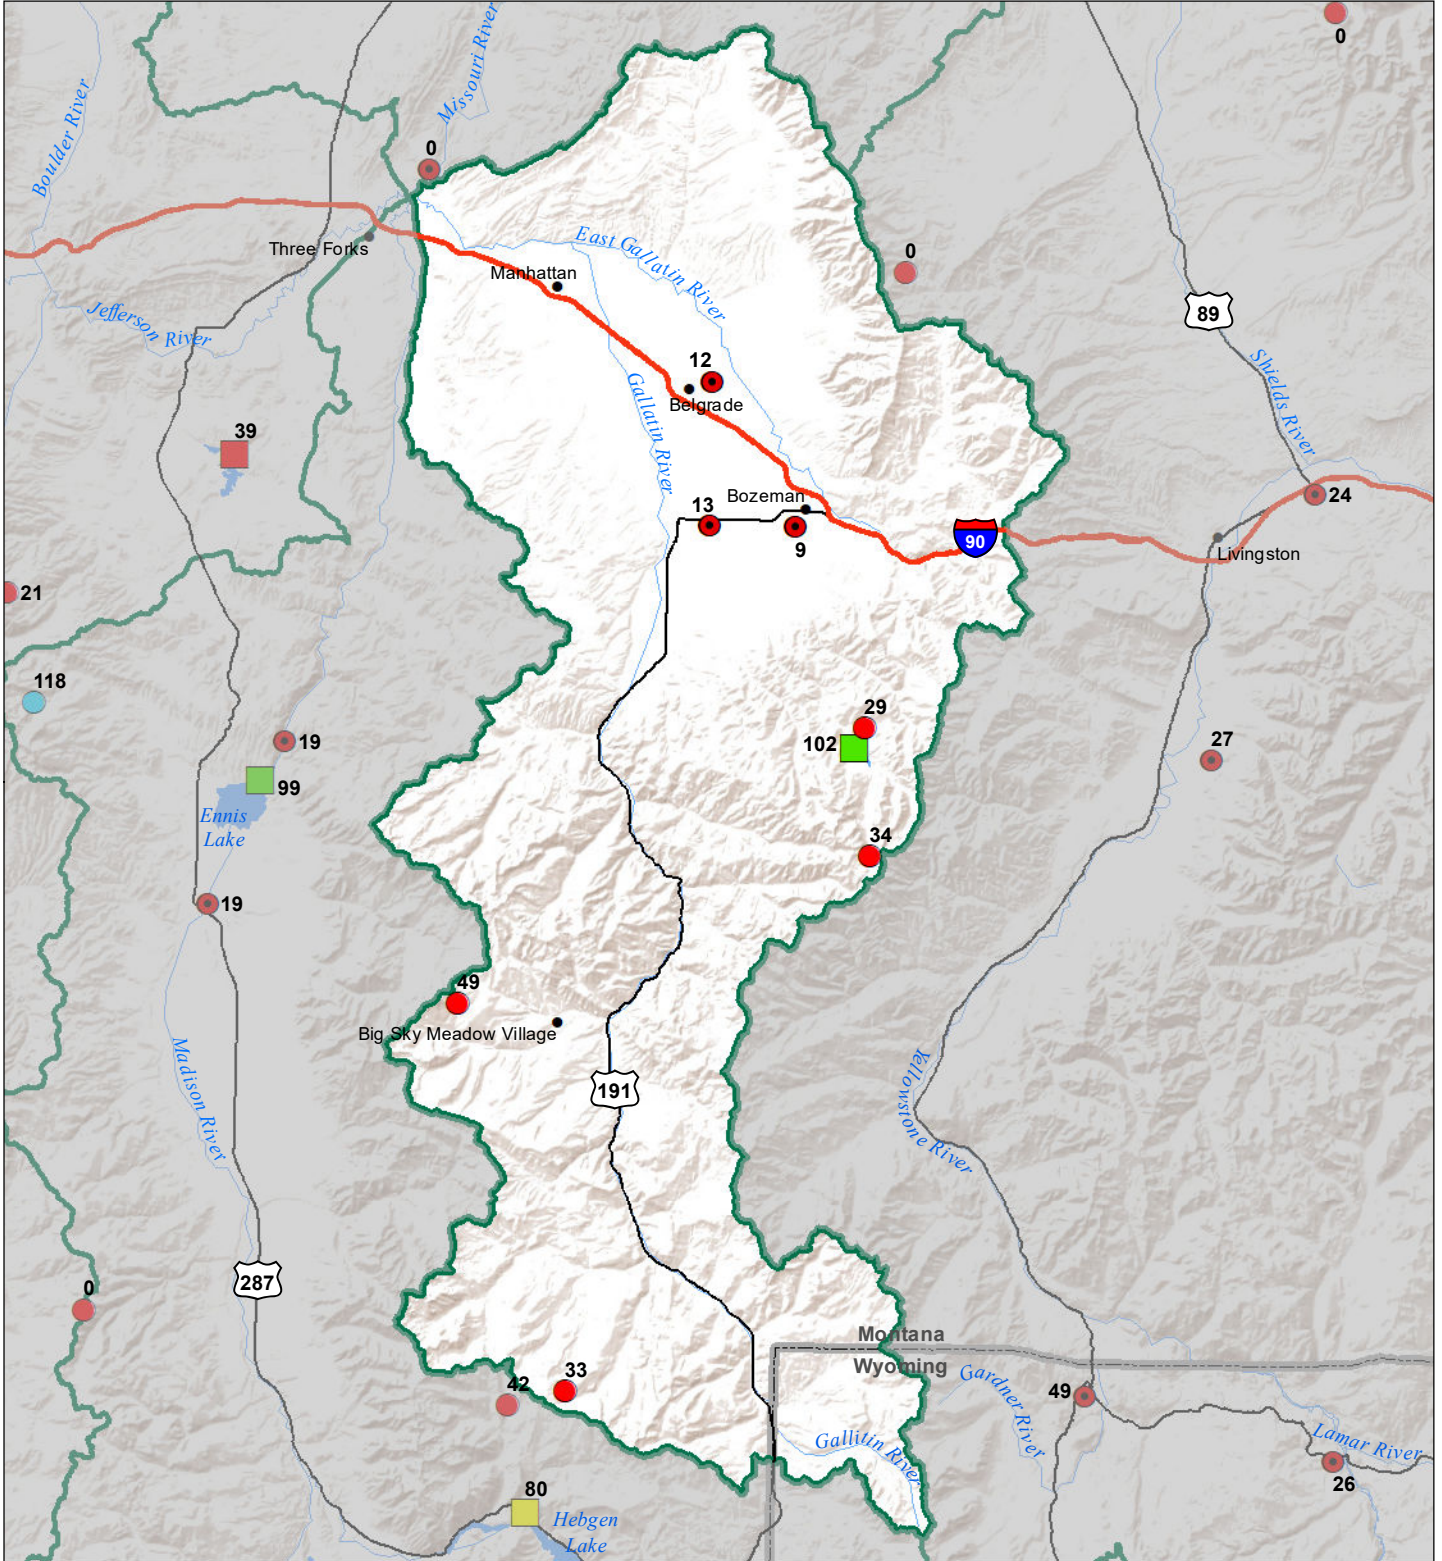 0
Missouri River
Boulder River
0
Three Forks
East Gallatin River
0
Manhattan
89
Jefferson River
Shields River
12
Belgrade
Gallatin River
39
Bozeman
13
9
90
24
Livingston
21
118
29
102
27
19
99
Ennis
Lake
34
19
49
Big Sky Meadow Village
Madison River
191
Yellowstone River
287
0
Montana
Wyoming
33
42
Gardner River
49
Gallitin River
Lamar River
26
80
Hebgen
Lake